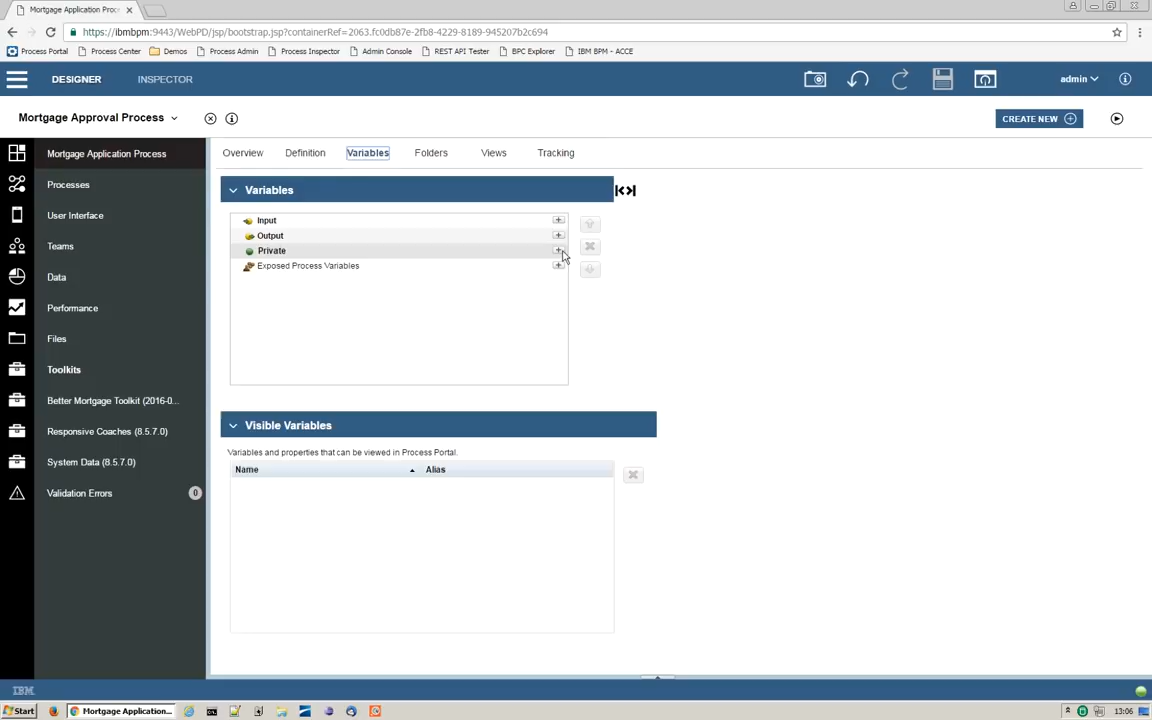 Mortgage Application Proces
https://ibmbpm:9443/WebPD/jsp/bootstrap.jsp?containerRef=2063.fc0db87e-2fb8-4229-8189-945207b2c694
Process Portal Process Center Demos Process Admin Process Inspector Admin Console REST API Tester BPC Explorer IBM BPM - ACCE
DESIGNER INSPECTOR admin
Mortgage Approval Process CREATE NEW
Mortgage Application Process
Overview Definition Variables Folders Views Tracking
Processes
User Interface
Teams
Data
Performance
Files
Toolkits
Better Mortgage Toolkit (2016-0...
Responsive Coaches (8.5.7.0)
System Data (8.5.7.0)
Validation Errors 0
Variables
Input
Output
Private
Exposed Process Variables
Visible Variables
Variables and properties that can be viewed in Process Portal.
Name Alias
IBM
Start Mortgage Application... 13:06